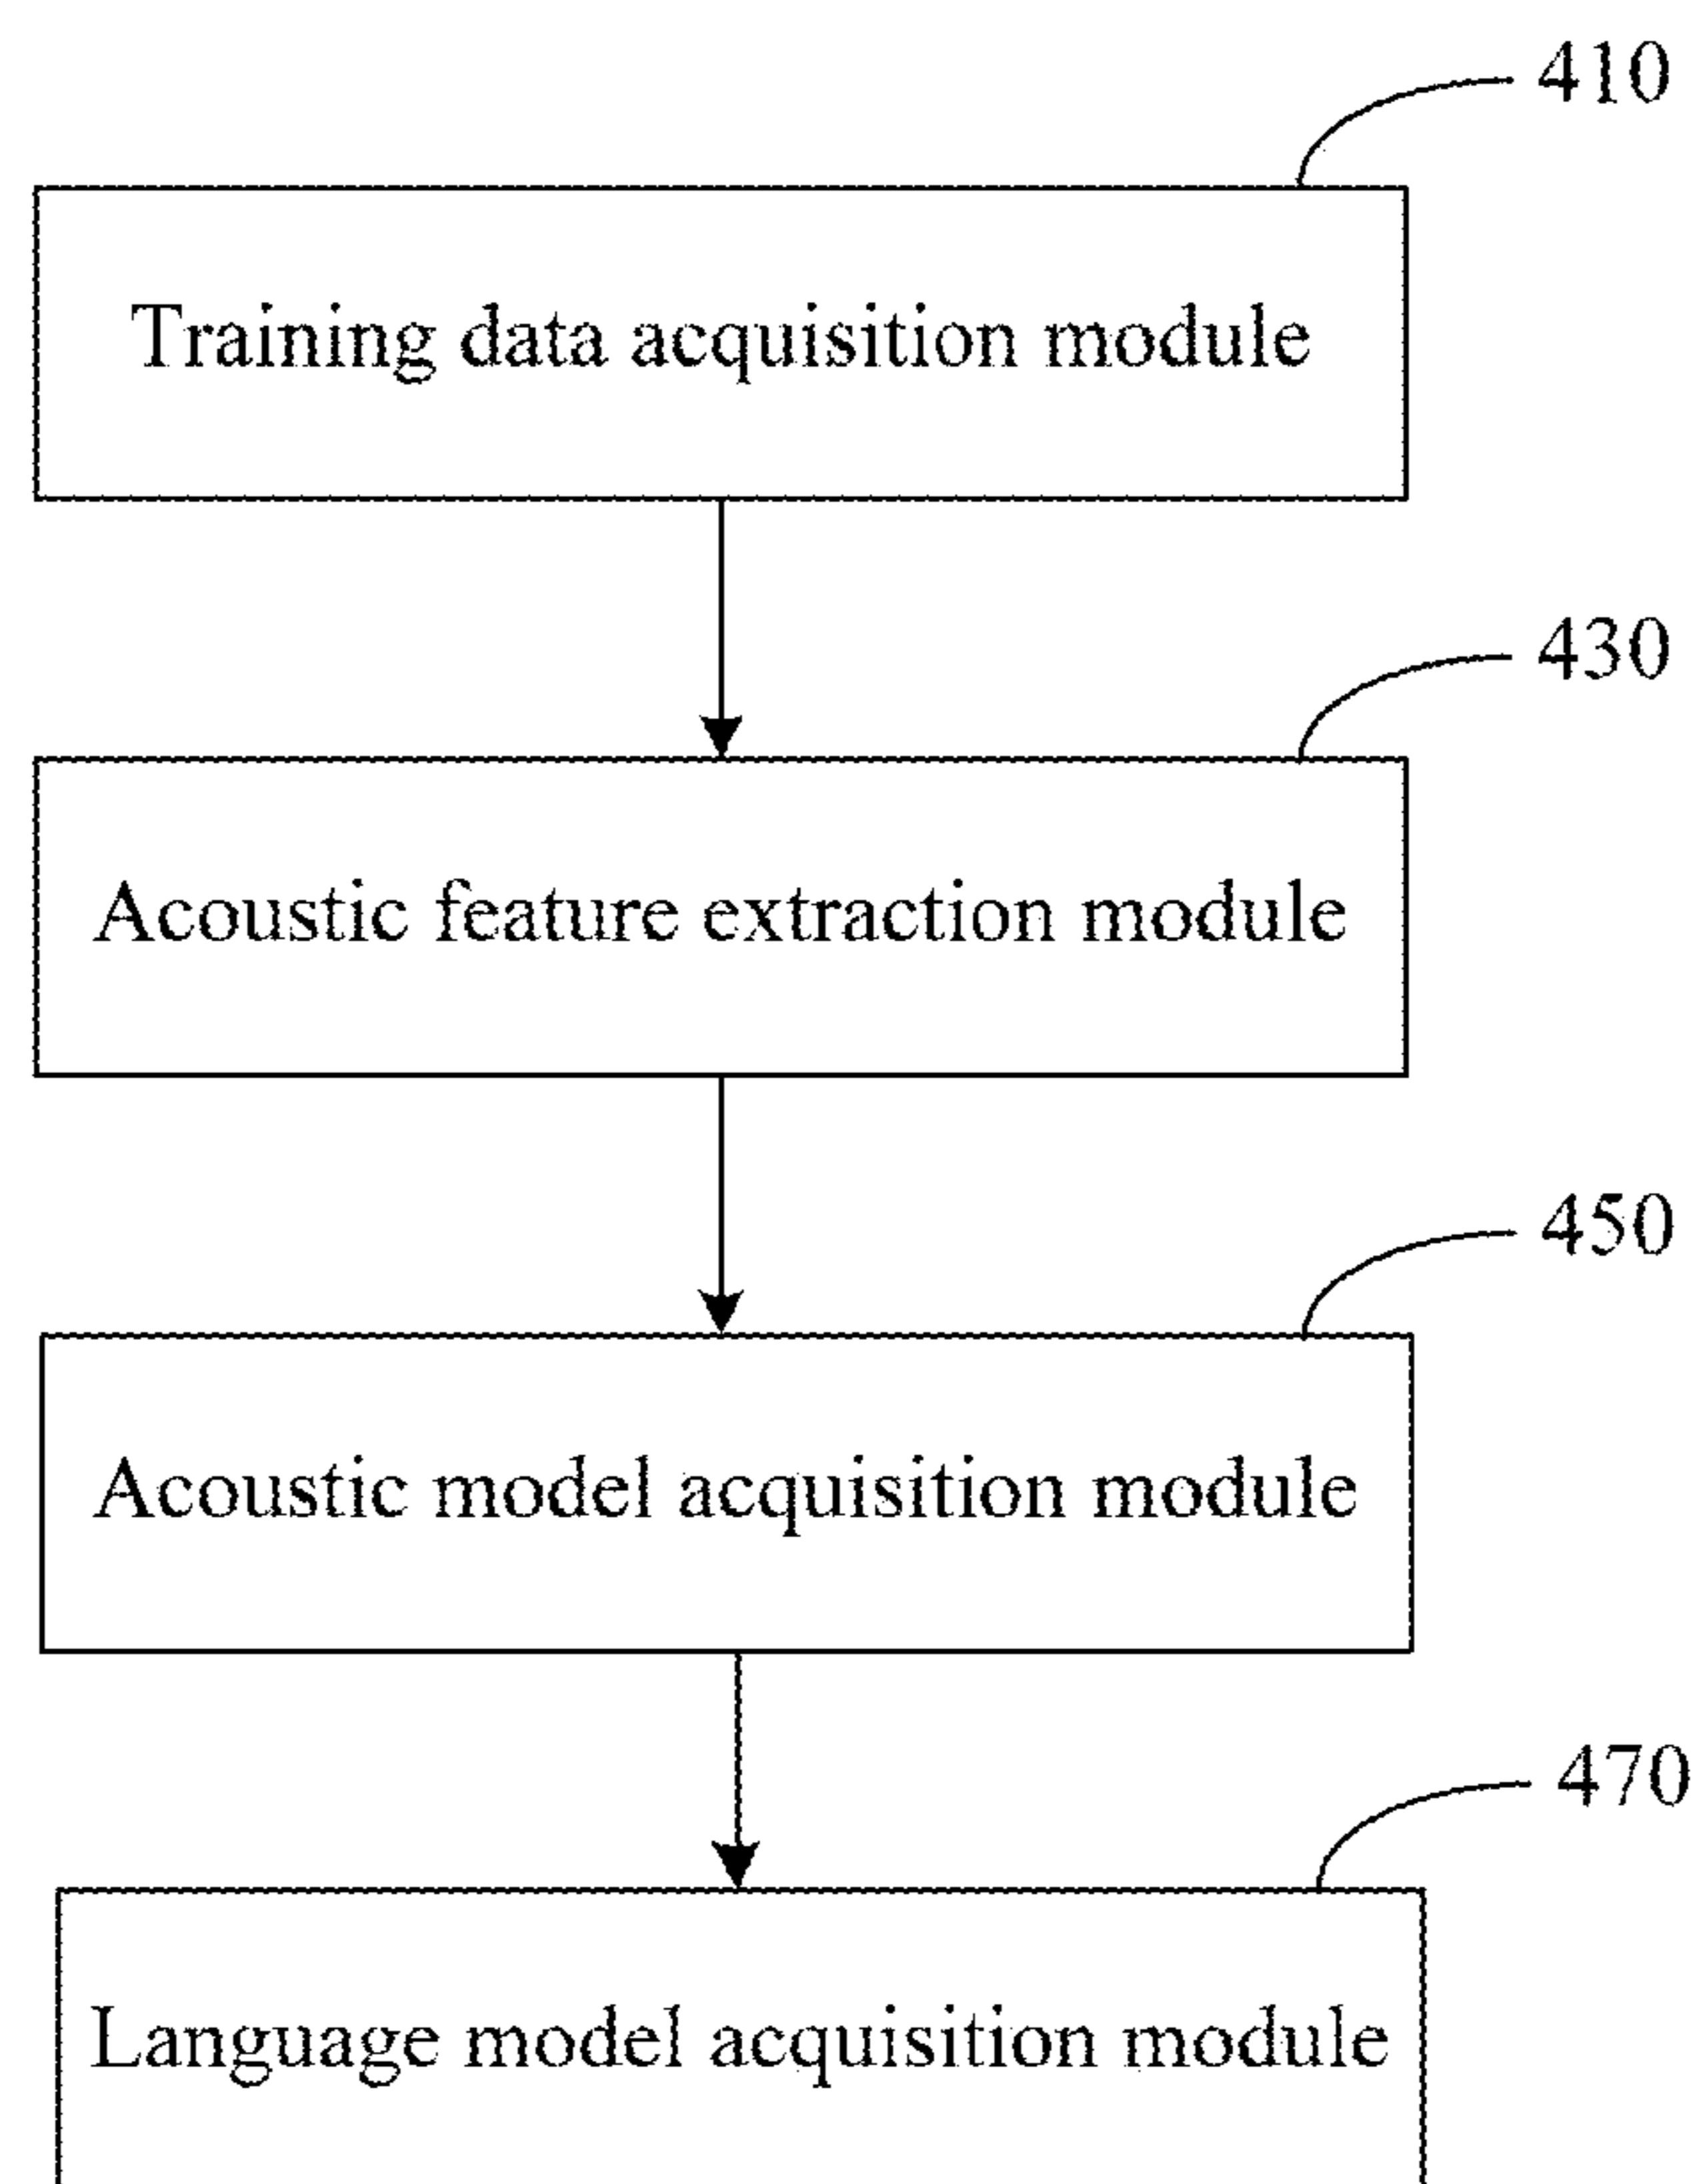 410
Training data acquisition module
430
Acoustic feature extraction module
450
Acoustic model acquisition module
470
Language model acquisition module